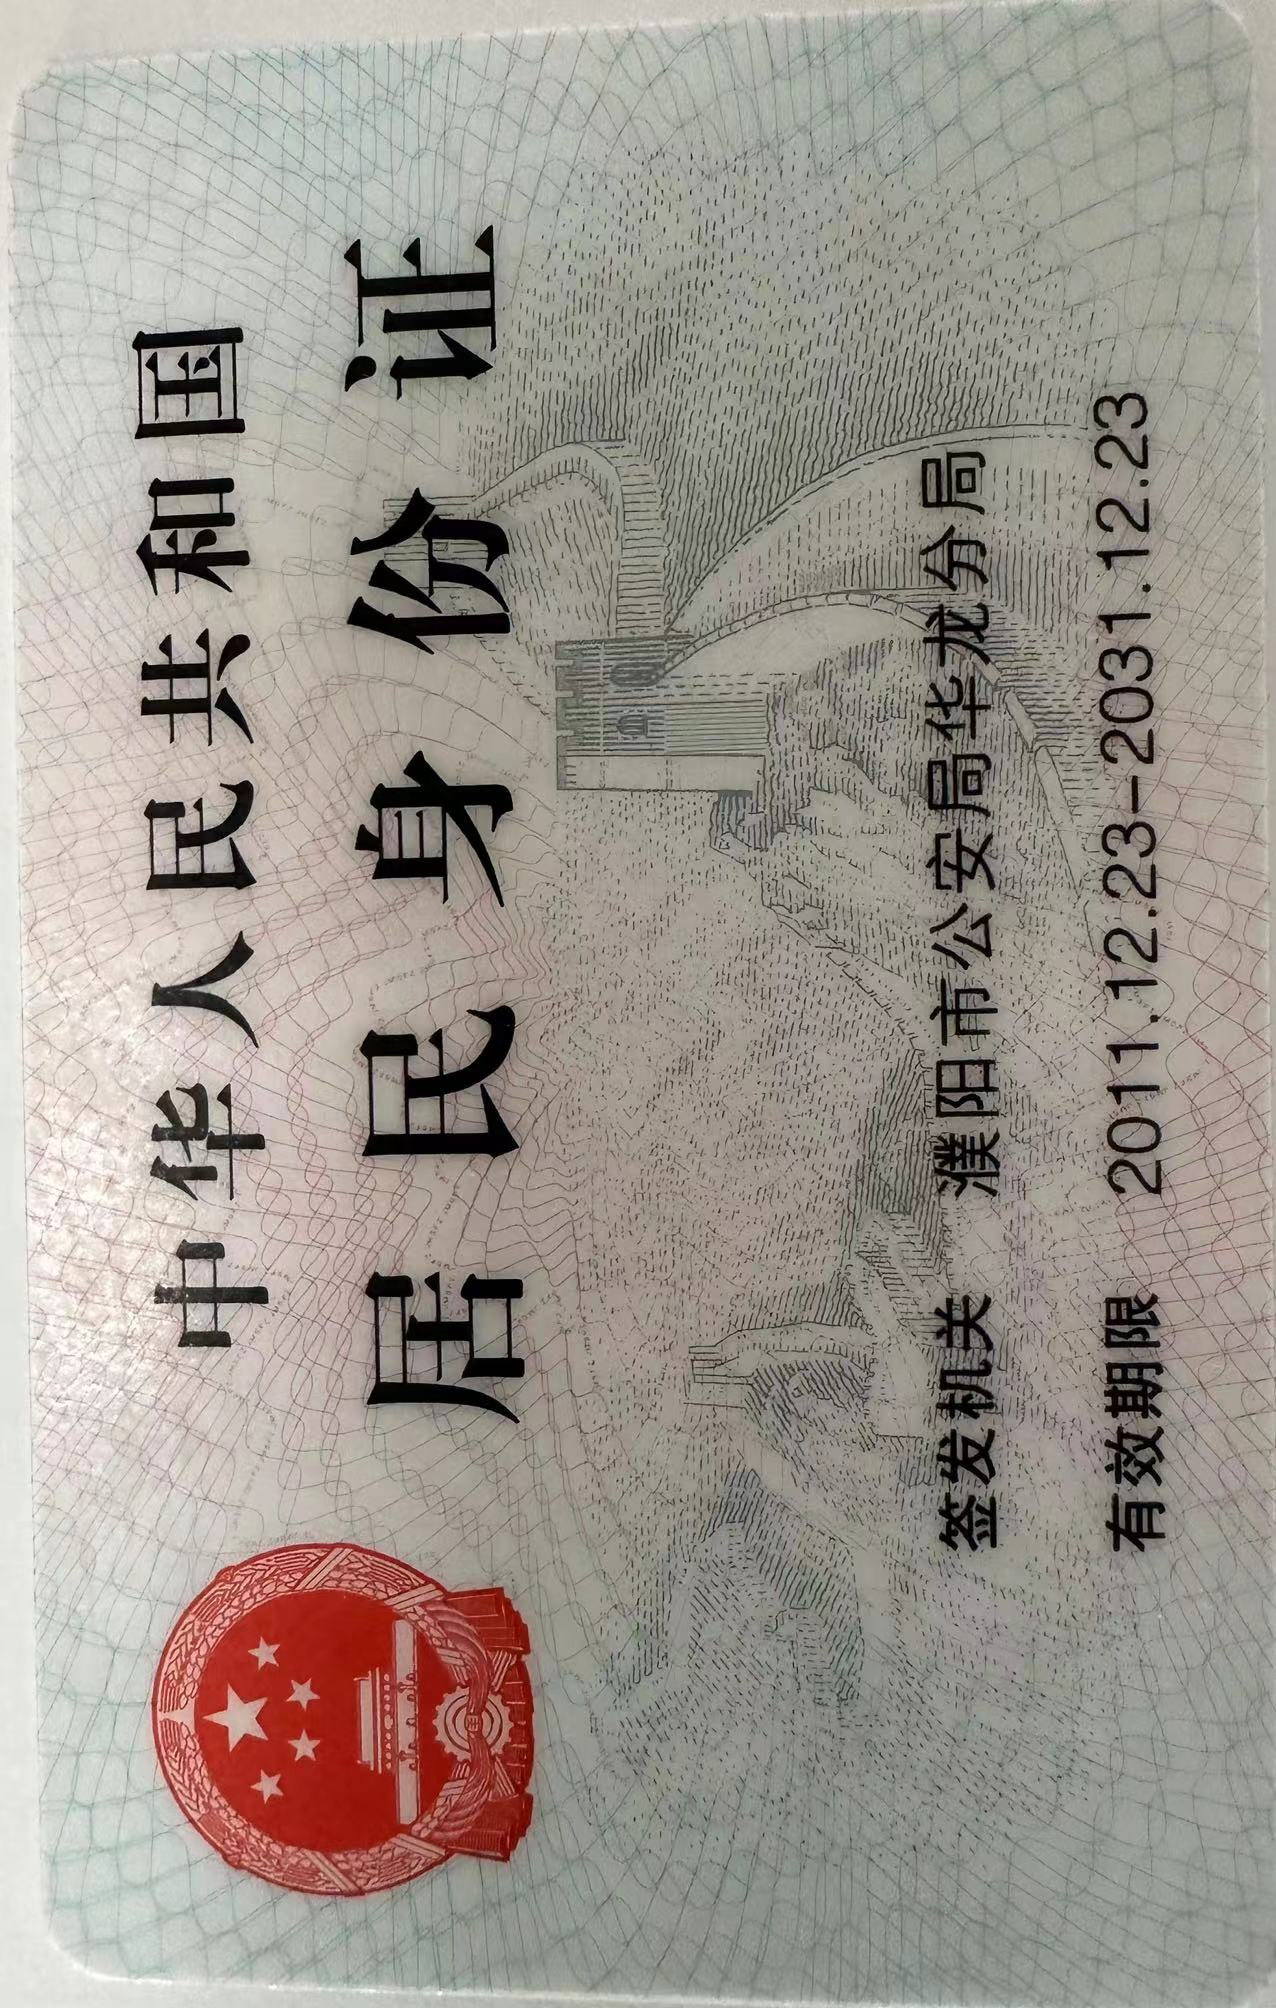 中华人民共和国
居民身份证
签发机关 濮阳市公安局华龙分局
有效期限 2011.12.23-2031.12.23